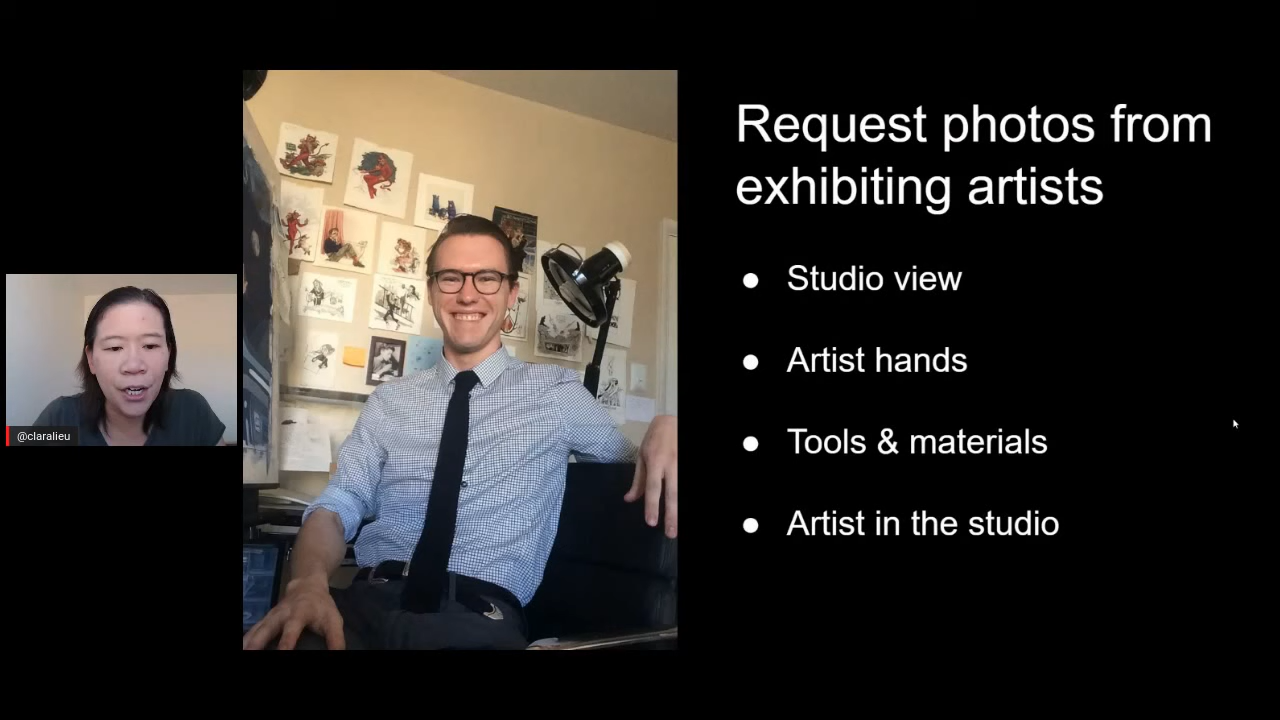 Request photos from
exhibiting artists
● Studio view
● Artist hands
● Tools & materials
● Artist in the studio
@claralieu